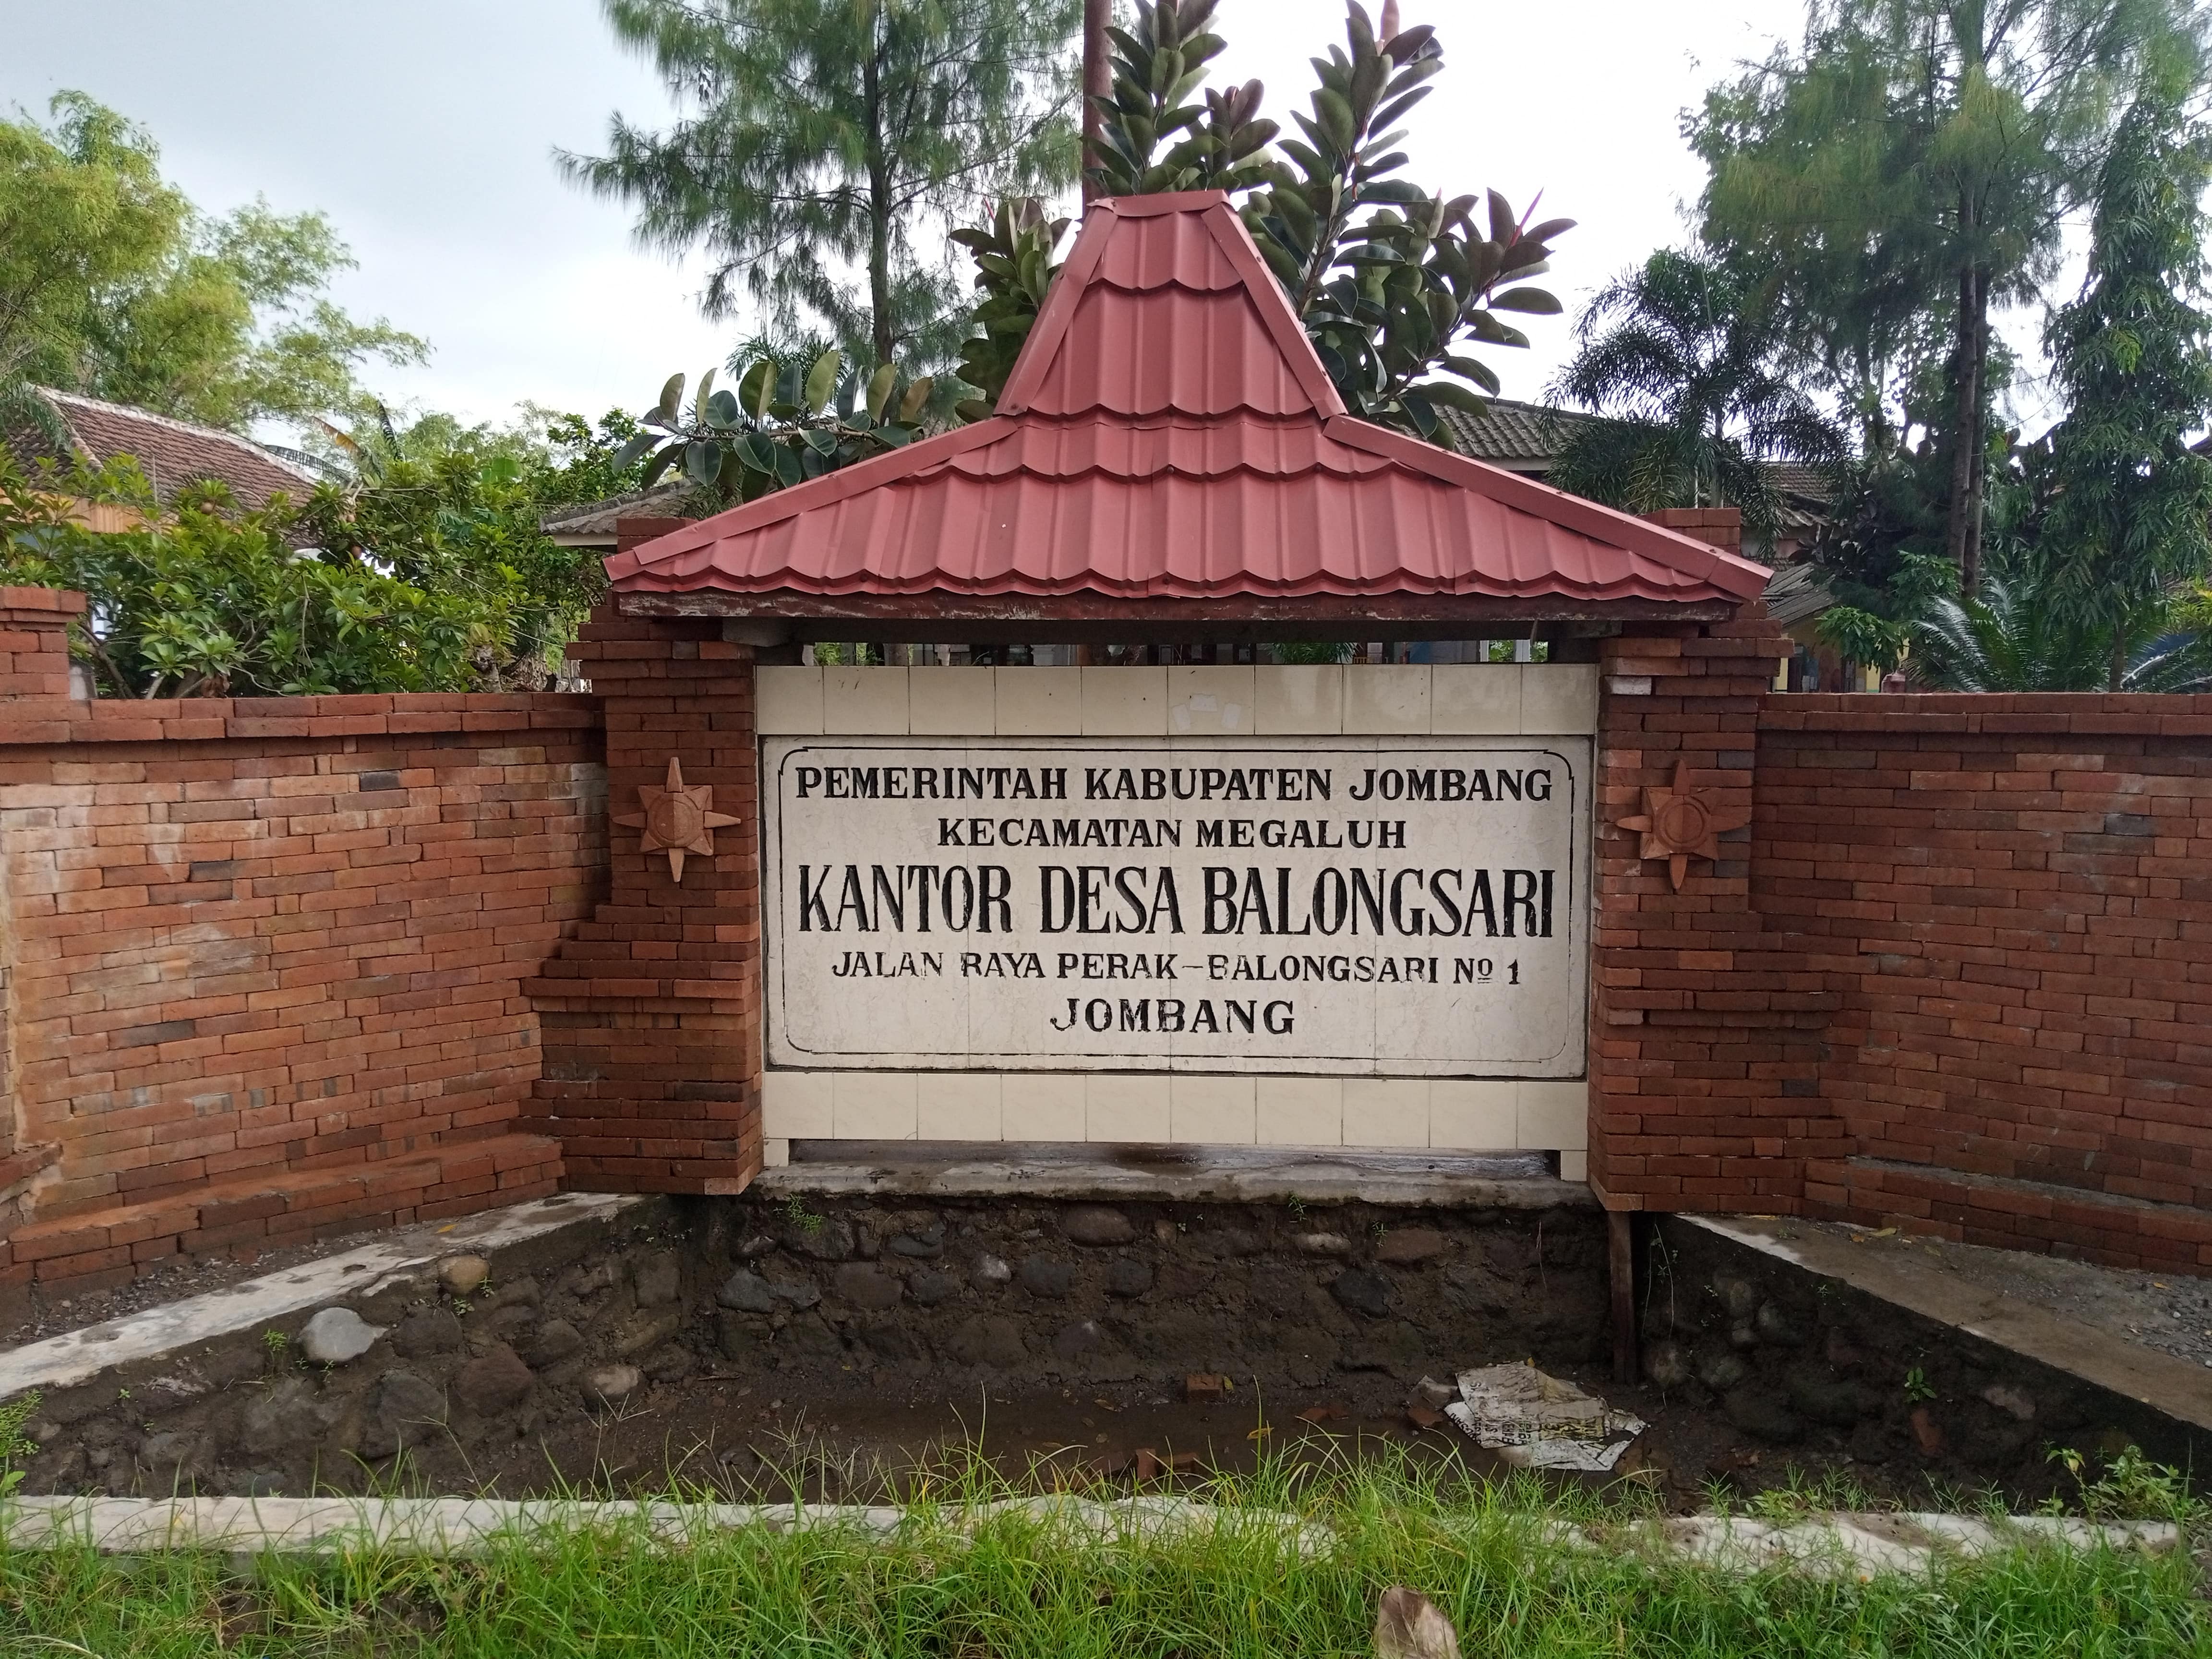 PEMERINTAH KABUPATEN JOMBANG
KECAMATAN MEGALUH
KANTOR DESA BALONGSARI
JALAN RAYA PERAK-BALONGSARI Nº 1
JOMBANG